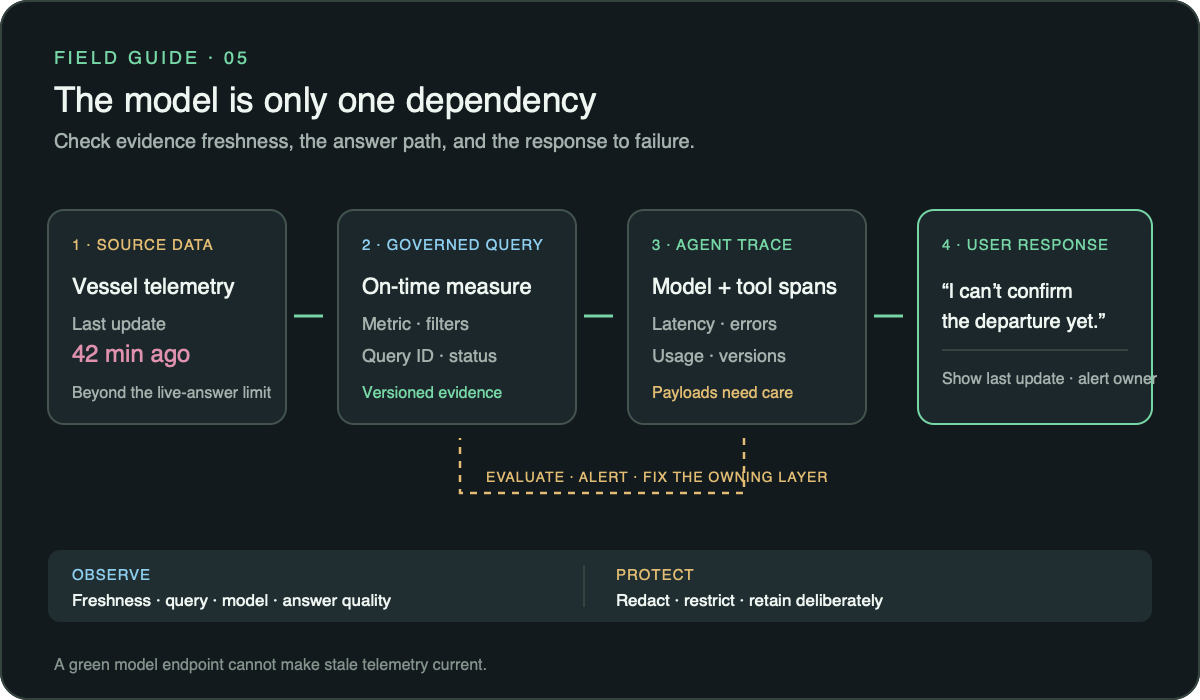 FIELD GUIDE · 05
The model is only one dependency
Check evidence freshness, the answer path, and the response to failure.
1 · SOURCE DATA
Vessel telemetry
Last update
42 min ago
Beyond the live-answer limit
2 · GOVERNED QUERY
On-time measure
Metric · filters
Query ID · status
Versioned evidence
3 · AGENT TRACE
Model + tool spans
Latency · errors
Usage · versions
Payloads need care
4 · USER RESPONSE
“I can’t confirm
the departure yet.”
Show last update · alert owner
EVALUATE · ALERT · FIX THE OWNING LAYER
OBSERVE
Freshness · query · model · answer quality
PROTECT
Redact · restrict · retain deliberately
A green model endpoint cannot make stale telemetry current.